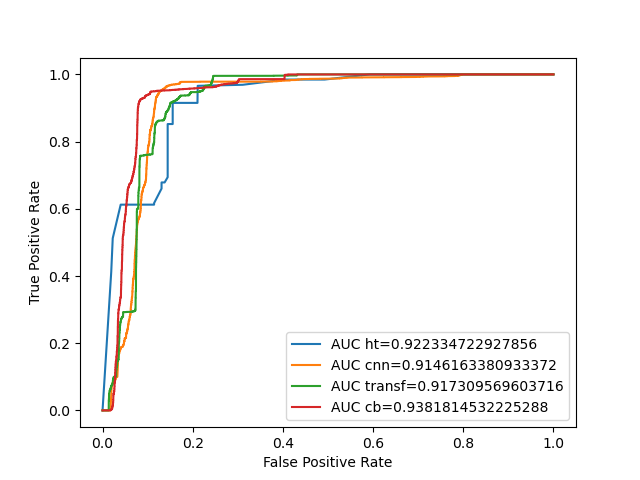 1.0
0.8
0.6
0.4
0.2
0.0
True Positive Rate
AUC ht=0.922334722927856
AUC cnn=0.9146163380933372
AUC transf=0.917309569603716
AUC cb=0.9381814532225288
0.0 0.2 0.4 0.6 0.8 1.0
False Positive Rate